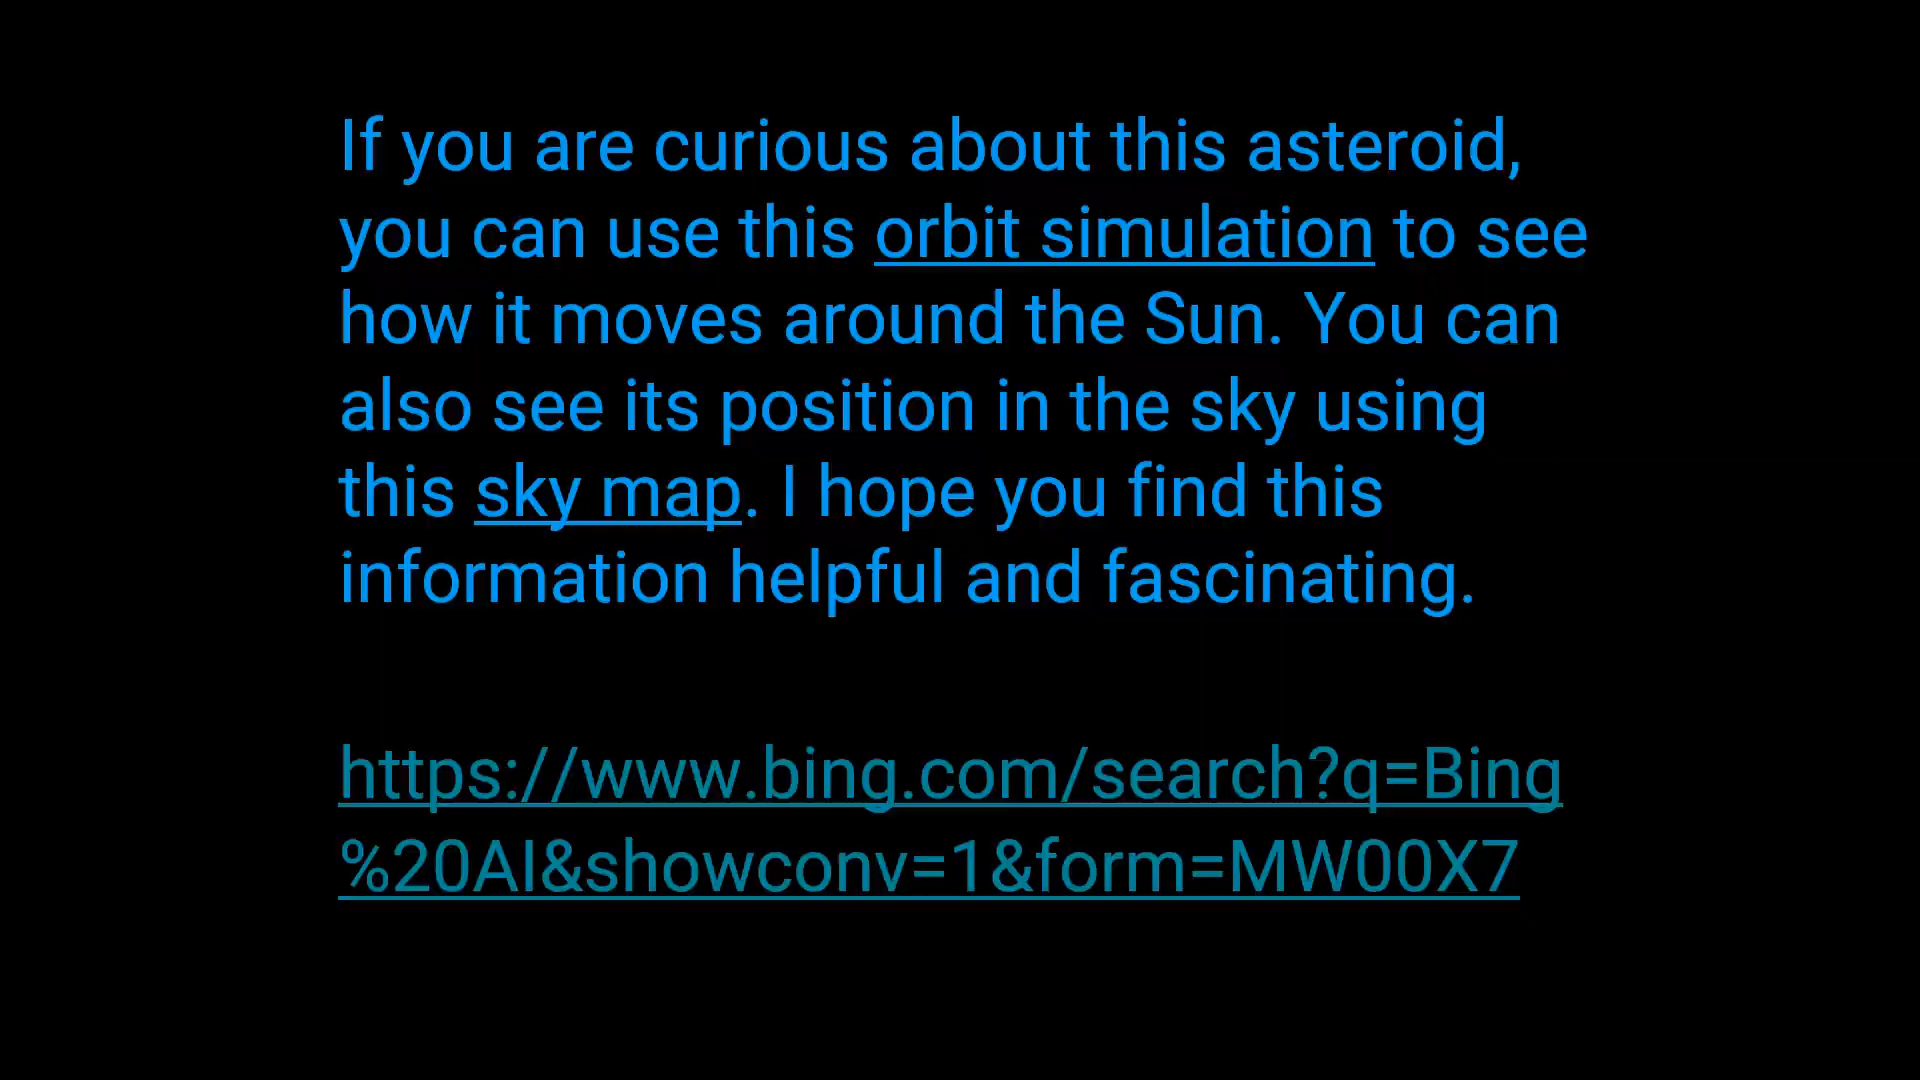 If you are curious about this asteroid,
you can use this orbit simulation to see
how it moves around the Sun. You can
also see its position in the sky using
this sky map. I hope you find this
information helpful and fascinating.
https://www.bing.com/search?q=Bing
%20AI&showconv=1&form=MW00X7